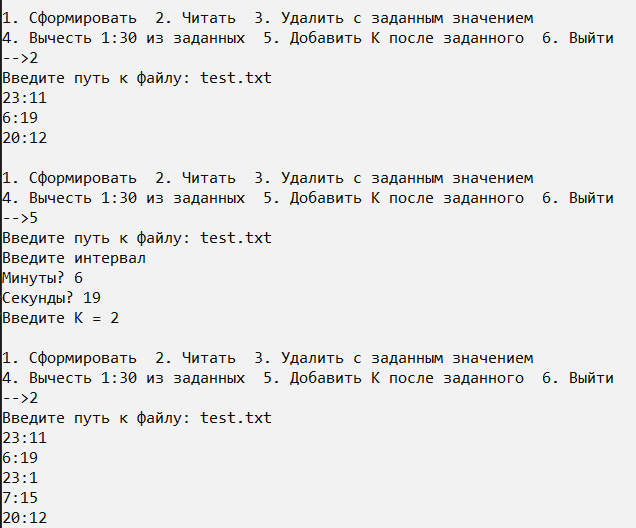 1. Сформировать  2. Читать  3. Удалить с заданным значением
4. Вычесть 1:30 из заданных  5. Добавить K после заданного  6. Выйти
-->2
Введите путь к файлу: test.txt
23:11
6:19
20:12
1. Сформировать  2. Читать  3. Удалить с заданным значением
4. Вычесть 1:30 из заданных  5. Добавить K после заданного  6. Выйти
-->5
Введите путь к файлу: test.txt
Введите интервал
Минуты? 6
Секунды? 19
Введите K = 2
1. Сформировать  2. Читать  3. Удалить с заданным значением
4. Вычесть 1:30 из заданных  5. Добавить K после заданного  6. Выйти
-->2
Введите путь к файлу: test.txt
23:11
6:19
23:1
7:15
20:12